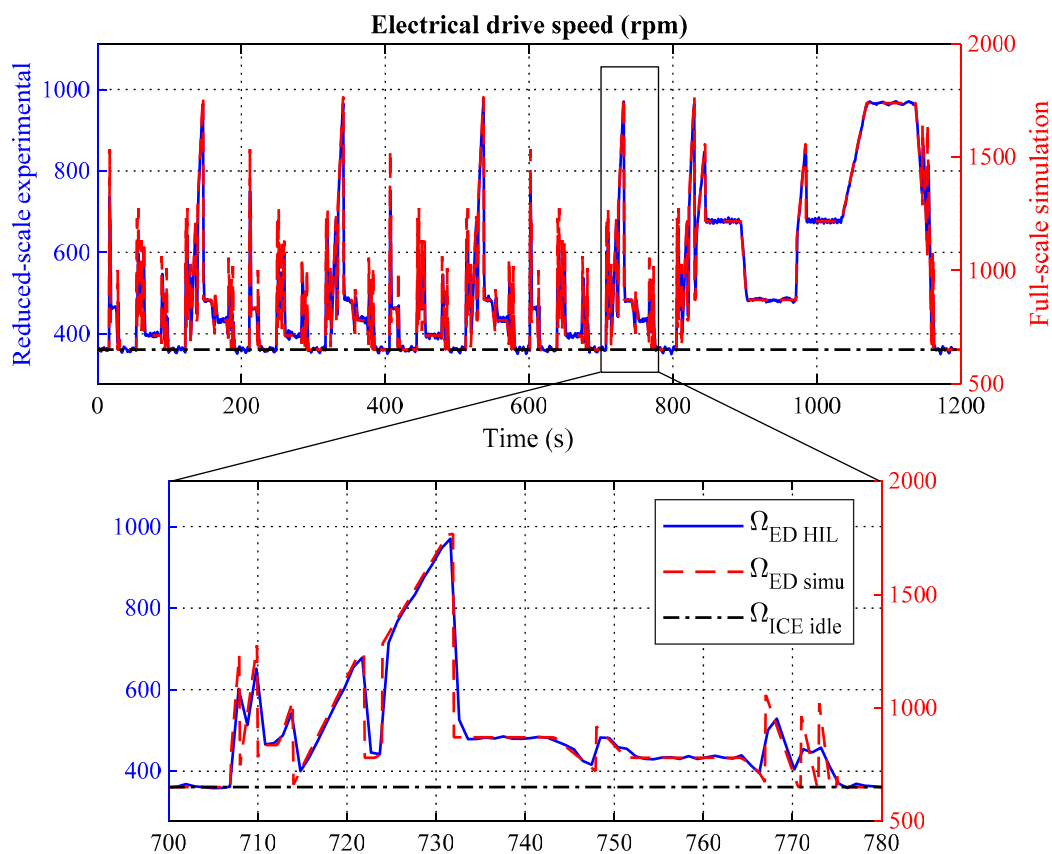 Electrical drive speed (rpm)
Reduced-scale experimental
1000
800
600
400
2000
1500
1000
500
Full-scale simulation
0 200 400 600 800 1000 1200
Time (s)
1000
800
600
400
2000
1500
1000
500
Ω_ED HIL
Ω_ED simu
Ω_ICE idle
700 710 720 730 740 750 760 770 780